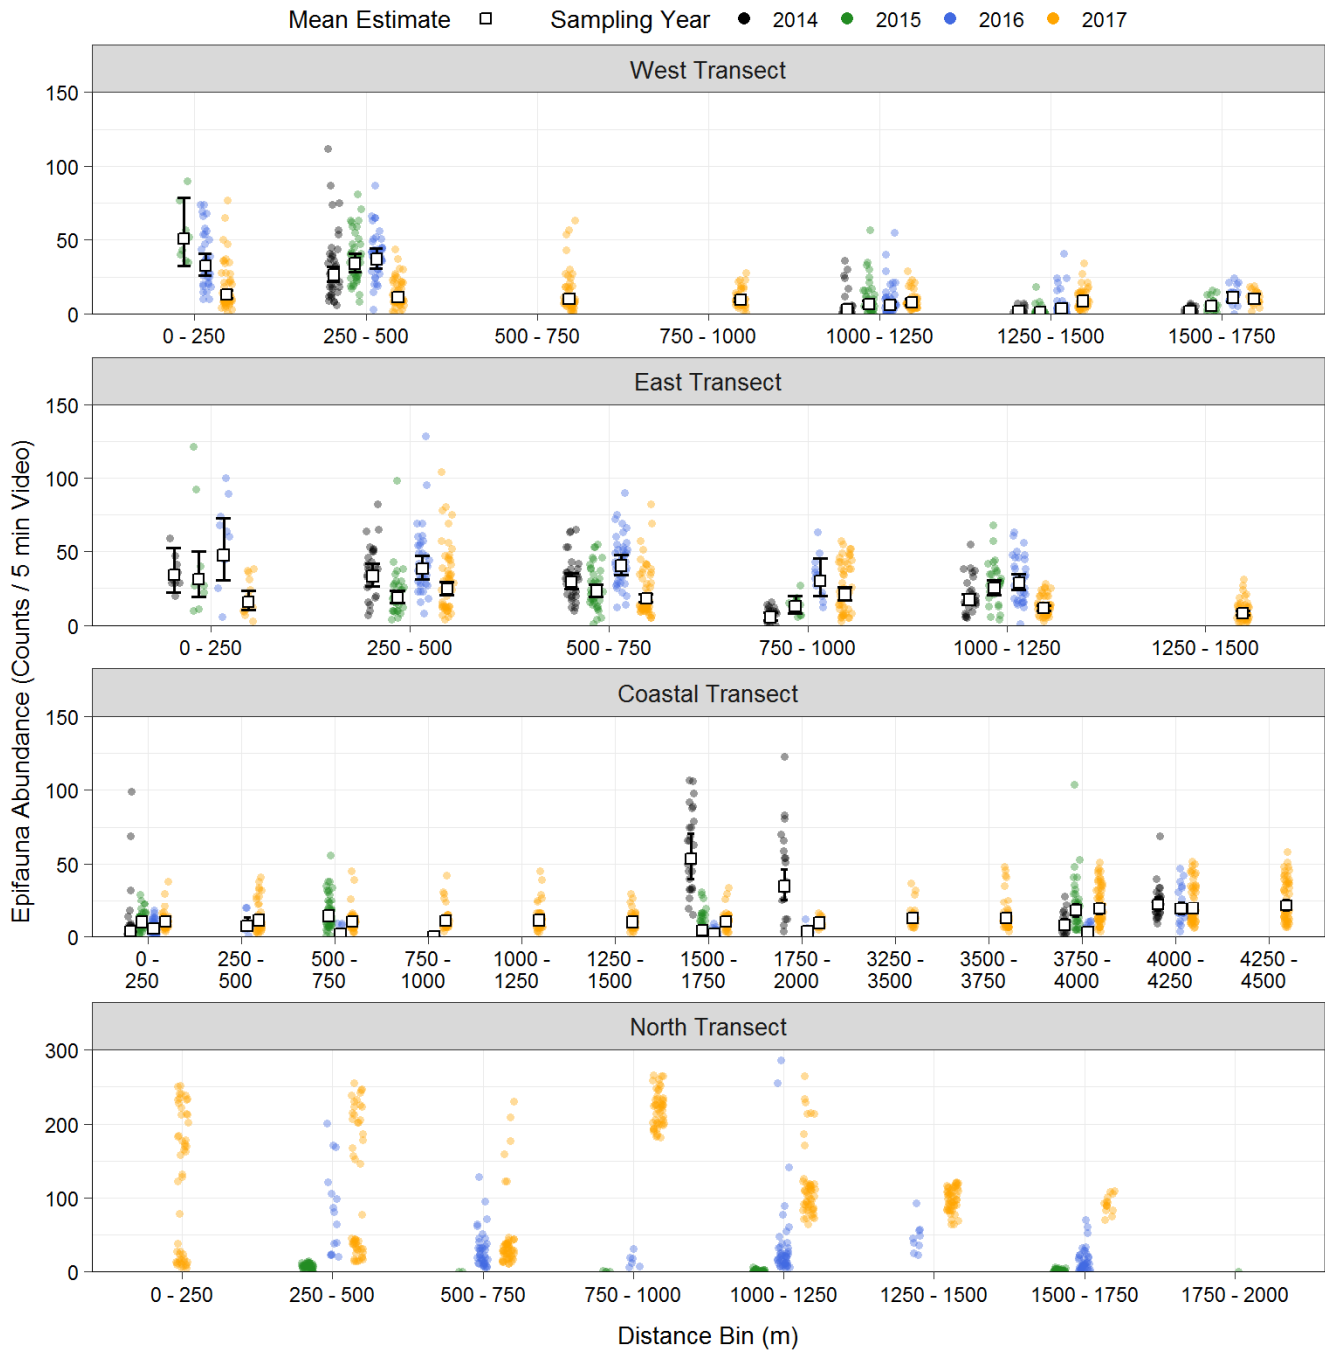 Mean Estimate Sampling Year 2014 2015 2016 2017
West Transect
150
100
50
0
0 - 250 250 - 500 500 - 750 750 - 1000 1000 - 1250 1250 - 1500 1500 - 1750
East Transect
150
100
50
0
0 - 250 250 - 500 500 - 750 750 - 1000 1000 - 1250 1250 - 1500
Epifauna Abundance (Counts / 5 min Video)
Coastal Transect
150
100
50
0
0 - 250 - 500 - 750 - 1000 - 1250 - 1500 - 1750 - 3250 - 3500 - 3750 - 4000 - 4250 -
250 500 750 1000 1250 1500 1750 2000 3500 3750 4000 4250 4500
North Transect
300
200
100
0
0 - 250 250 - 500 500 - 750 750 - 1000 1000 - 1250 1250 - 1500 1500 - 1750 1750 - 2000
Distance Bin (m)